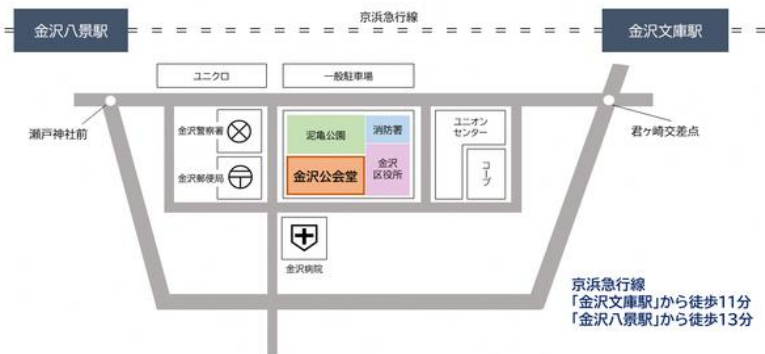 京浜急行線
金沢八景駅
金沢文庫駅
ユニクロ
一般駐車場
瀬戸神社前
君ヶ崎交差点
金沢警察署
泥亀公園
消防署
ユニオン
センター
金沢郵便局
金沢公会堂
金沢
区役所
コープ
金沢病院
京浜急行線
「金沢文庫駅」から徒歩11分
「金沢八景駅」から徒歩13分